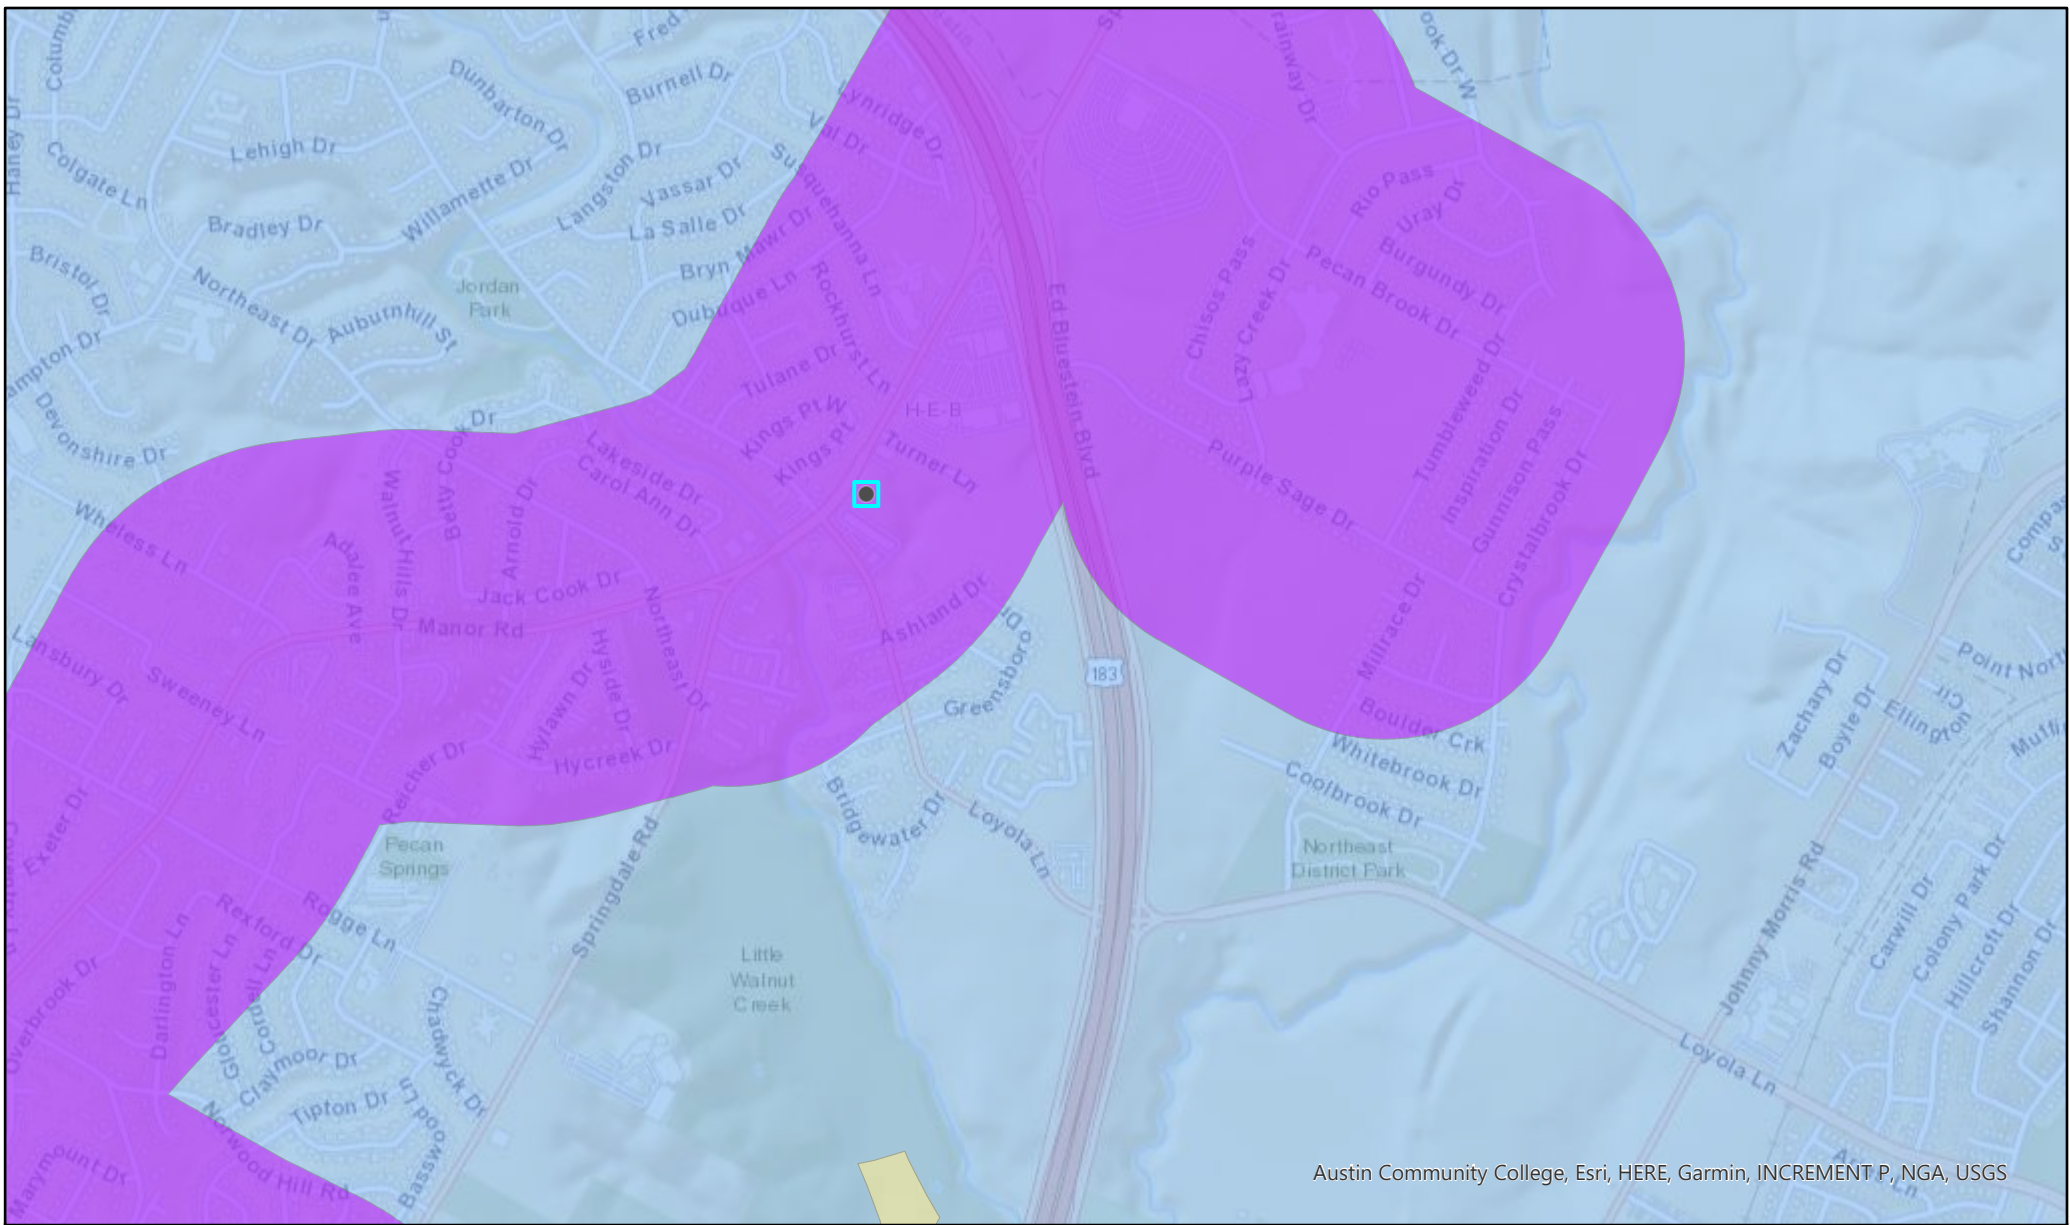 Fred
Burnell Dr
Dunbarton Dr
Lynridge Dr
Val Dr
Haney Dr
Lehigh Dr
Colgate Ln
Langston Dr
Vassar Dr
Susquehanna Ln
Willamette Dr
Bradley Dr
La Salle Dr
Bryn Mawr Dr
Rio Pass
Uray Dr
Bristol Dr
Northeast Dr
Jordan
Park
Dubuque Ln
Rockhurst Ln
Chisos Pass
Pecan Brook Dr
Burgundy Dr
Auburnhill St
Ed Bluestein Blvd
Lazy Creek Dr
Devonshire Dr
Tulane Dr
Kings Pt W
Kings Pt
H-E-B
Turner Ln
Betty Cook Dr
Lakeside Dr
Carol Ann Dr
Tumbleweed Dr
Inspiration Dr
Gunnison Pass
Crystalbrook Dr
Purple Sage Dr
Wheless Ln
Walnut Hills Dr
Adalee Ave
Arnold Dr
Jack Cook Dr
Manor Rd
Northeast Dr
Ashland Dr
Greensboro Dr
Millrace Dr
183
Lansbury Dr
Sweeney Ln
Hyside Dr
Hylawn Dr
Hycreek Dr
Reicher Dr
Boulder Crk
Whitebrook Dr
Coolbrook Dr
Zachary Dr
Boyle Dr
Ellington
Cir
Point Nort
Exeter Dr
Pecan
Springs
Bridgewater Dr
Loyola Ln
Northeast
District Park
Springdale Rd
Rogge Ln
Rexford Dr
Johnny Morris Rd
Carwill Dr
Colony Park Dr
Hillcroft Dr
Shannon Dr
Little
Walnut
Creek
Overbrook Dr
Darlington Ln
Gloucester Ln
Cordell Ln
Claymoor Dr
Chadwyck Dr
Tipton Dr
Norwood Hill Rd
Marymount Dr
Loyola Ln
Austin Community College, Esri, HERE, Garmin, INCREMENT P, NGA, USGS